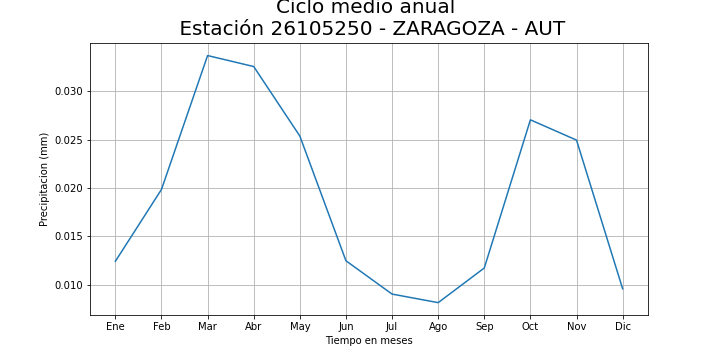 Ciclo medio anual
Estación 26105250 - ZARAGOZA - AUT
Precipitacion (mm)
0.030
0.025
0.020
0.015
0.010
Ene Feb Mar Abr May Jun Jul Ago Sep Oct Nov Dic
Tiempo en meses